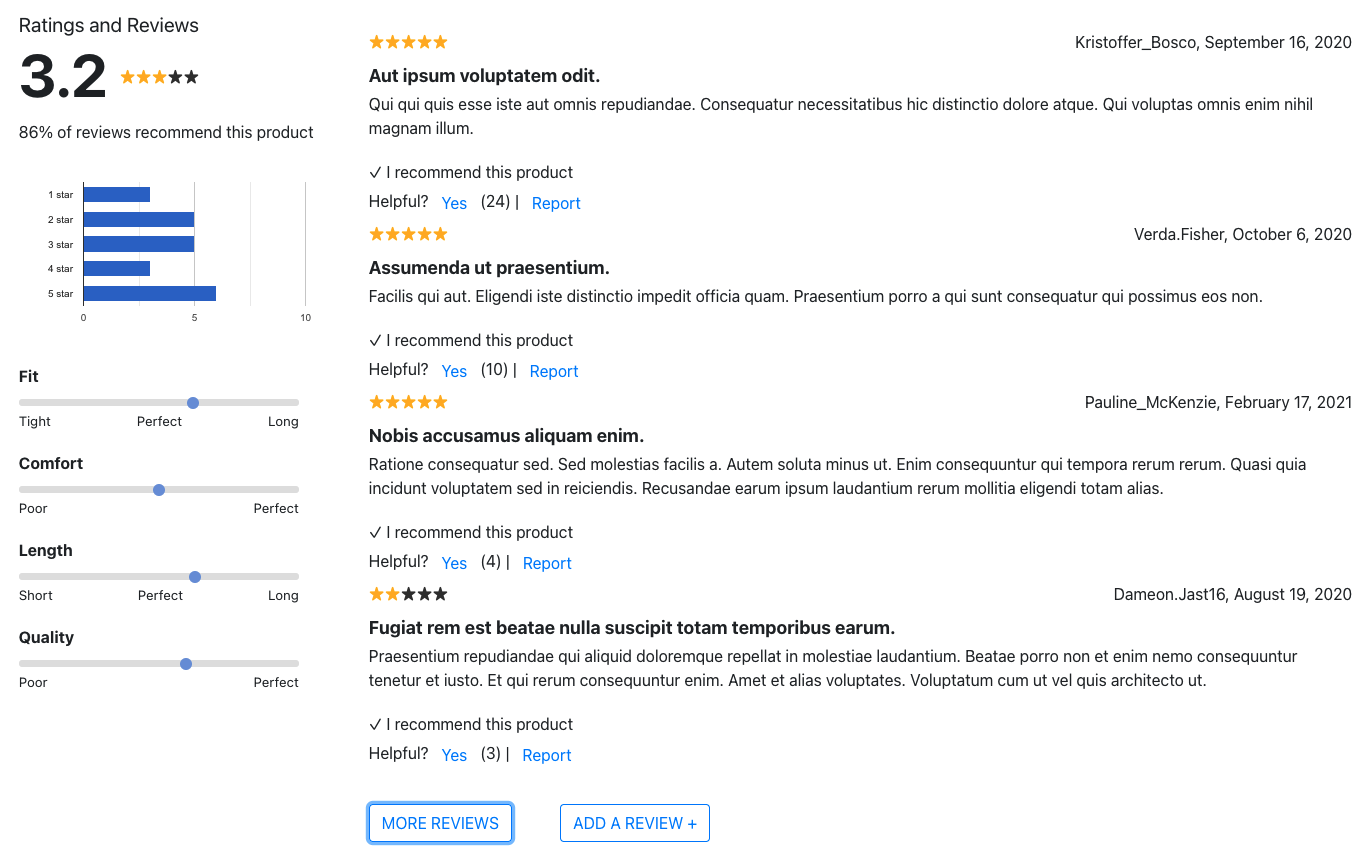 Ratings and Reviews
3.2
86% of reviews recommend this product
1 star
2 star
3 star
4 star
5 star
0 5 10
Fit
Tight Perfect Long
Comfort
Poor Perfect
Length
Short Perfect Long
Quality
Poor Perfect
Kristoffer_Bosco, September 16, 2020
Aut ipsum voluptatem odit.
Qui qui quis esse iste aut omnis repudiandae. Consequatur necessitatibus hic distinctio dolore atque. Qui voluptas omnis enim nihil
magnam illum.
✓ I recommend this product
Helpful? Yes (24) | Report
Verda.Fisher, October 6, 2020
Assumenda ut praesentium.
Facilis qui aut. Eligendi iste distinctio impedit officia quam. Praesentium porro a qui sunt consequatur qui possimus eos non.
✓ I recommend this product
Helpful? Yes (10) | Report
Pauline_McKenzie, February 17, 2021
Nobis accusamus aliquam enim.
Ratione consequatur sed. Sed molestias facilis a. Autem soluta minus ut. Enim consequuntur qui tempora rerum rerum. Quasi quia
incidunt voluptatem sed in reiciendis. Recusandae earum ipsum laudantium rerum mollitia eligendi totam alias.
✓ I recommend this product
Helpful? Yes (4) | Report
Dameon.Jast16, August 19, 2020
Fugiat rem est beatae nulla suscipit totam temporibus earum.
Praesentium repudiandae qui aliquid doloremque repellat in molestiae laudantium. Beatae porro non et enim nemo consequuntur
tenetur et iusto. Et qui rerum consequuntur enim. Amet et alias voluptates. Voluptatum cum ut vel quis architecto ut.
✓ I recommend this product
Helpful? Yes (3) | Report
MORE REVIEWS ADD A REVIEW +